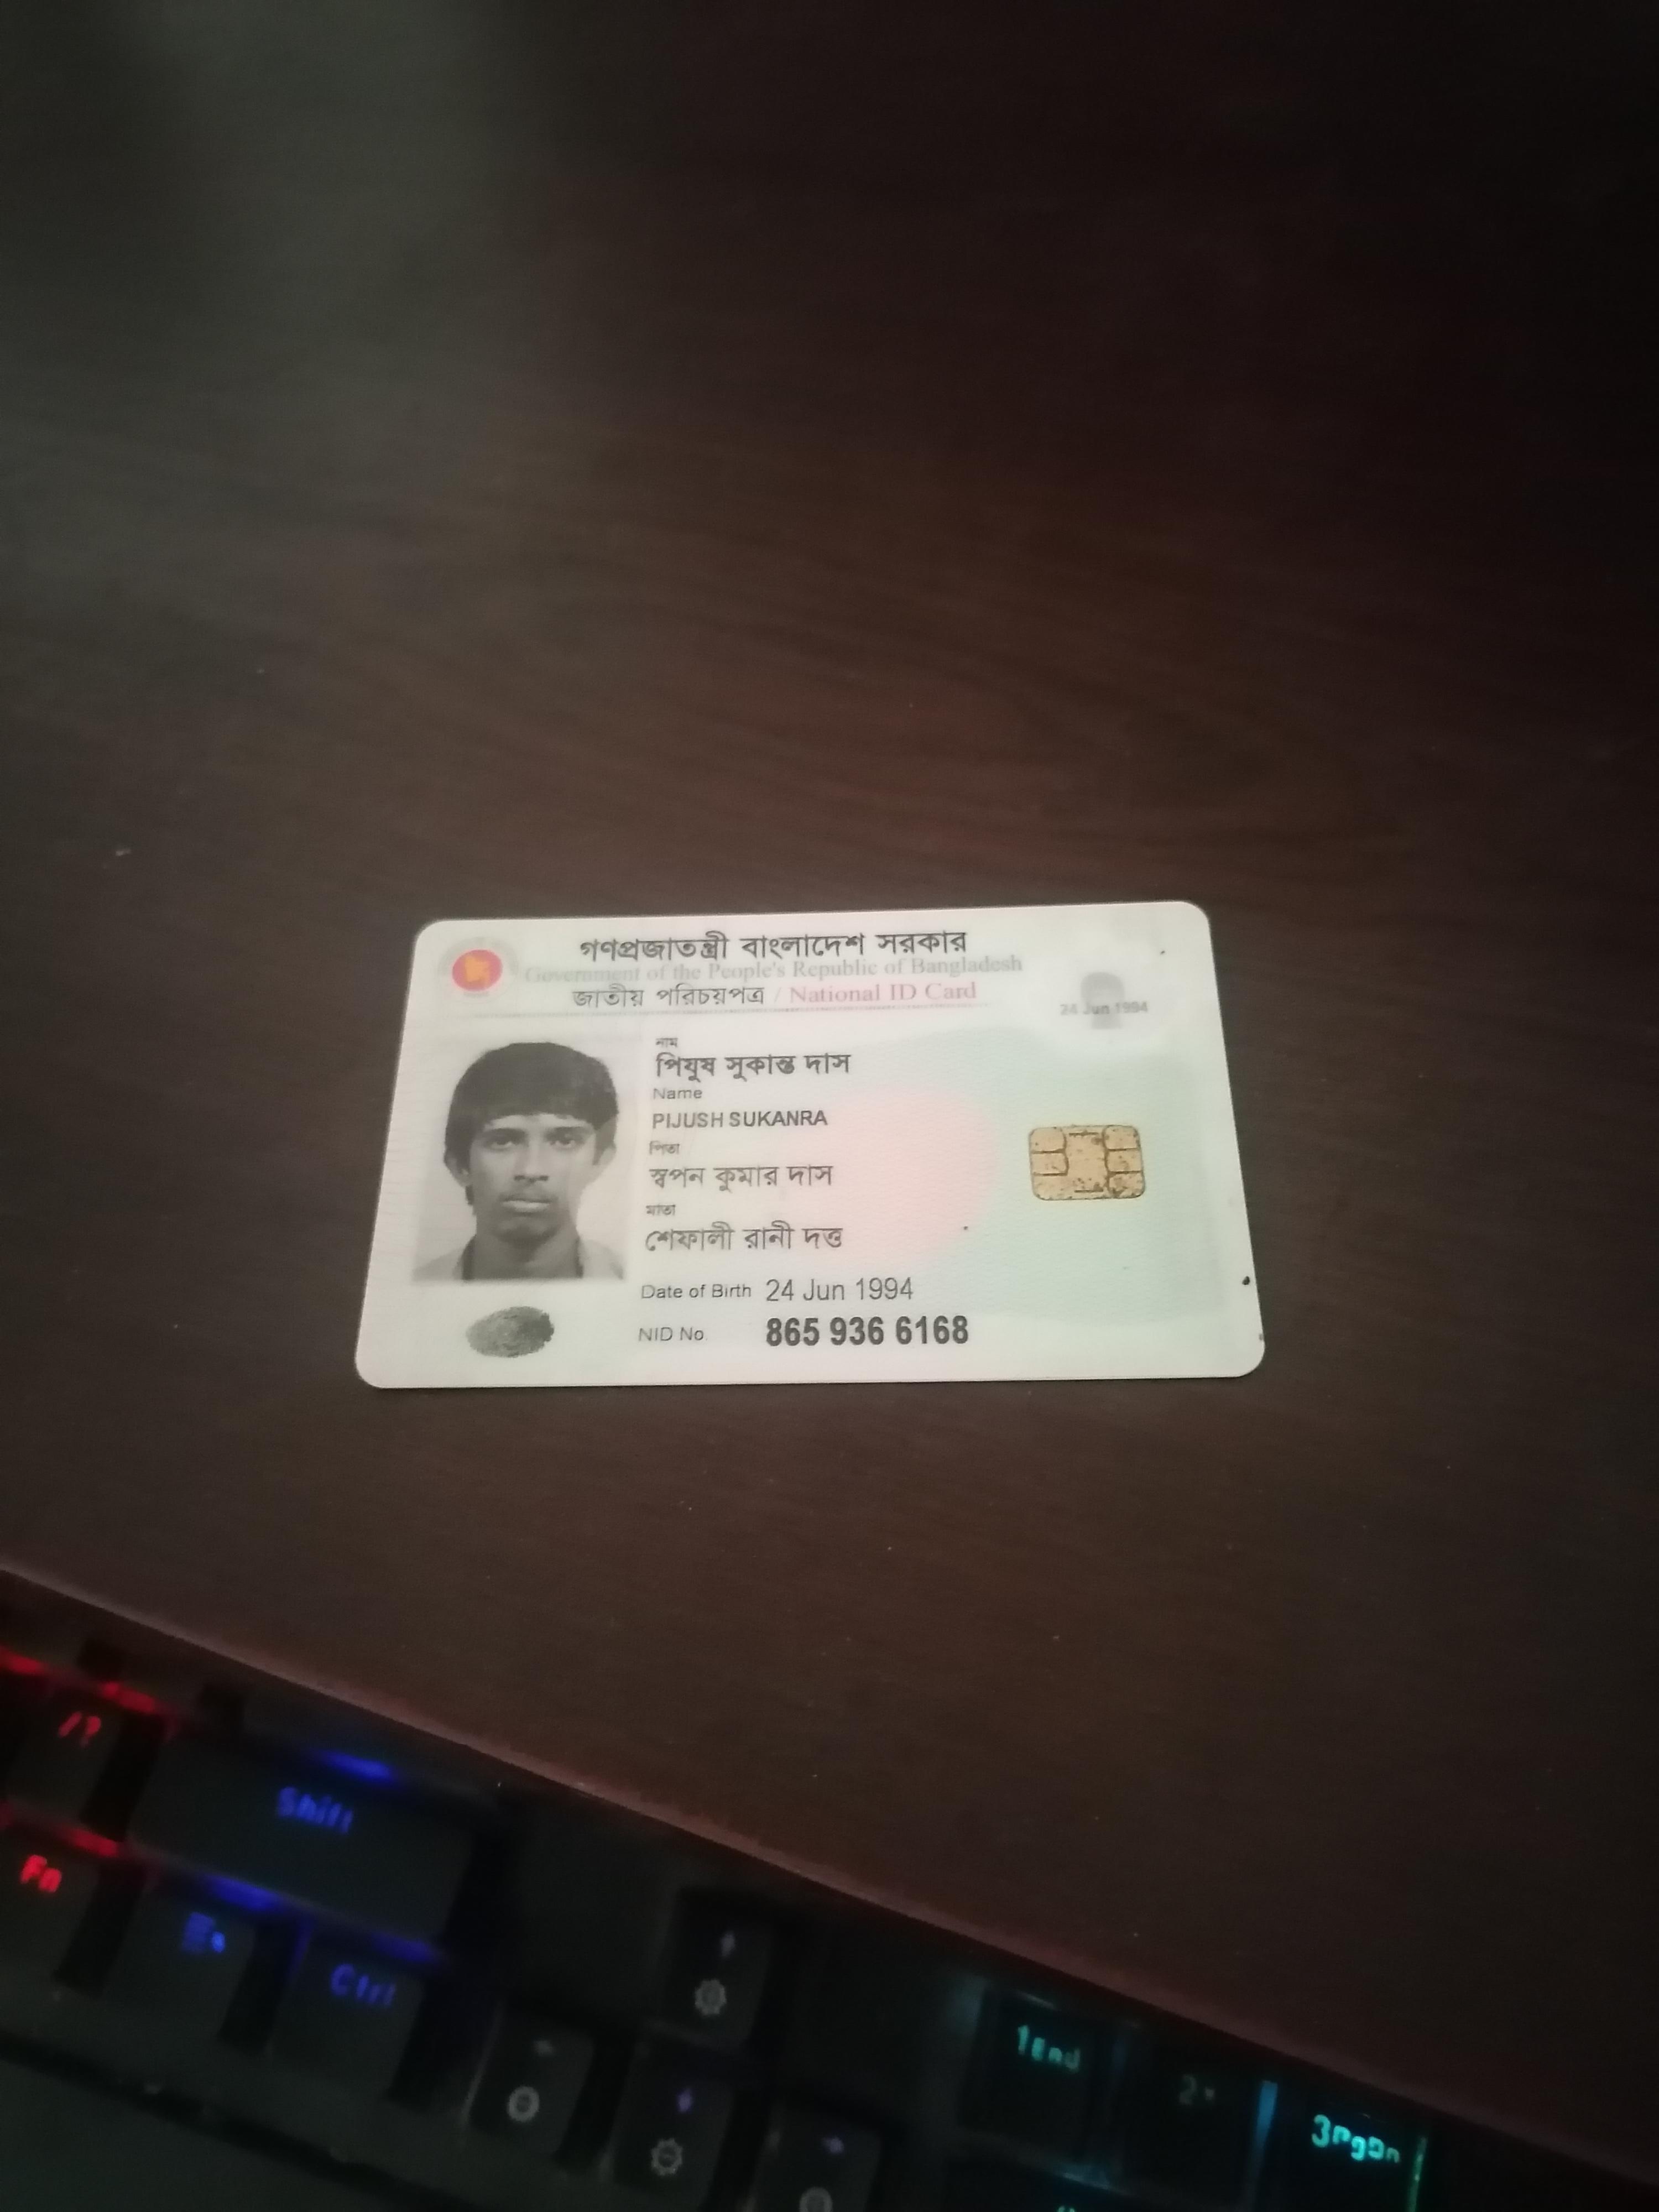 গণপ্রজাতন্ত্রী বাংলাদেশ সরকার
Government of the People's Republic of Bangladesh
জাতীয় পরিচয়পত্র / National ID Card
24 Jun 1994
নাম
পিযুষ সুকান্ত দাস
Name
PIJUSH SUKANRA
পিতা
স্বপন কুমার দাস
মাতা
শেফালী রানী দত্ত
Date of Birth 24 Jun 1994
NID No. 865 936 6168
/?
Shift
Fn
Ctrl
1End
2
3PgDn